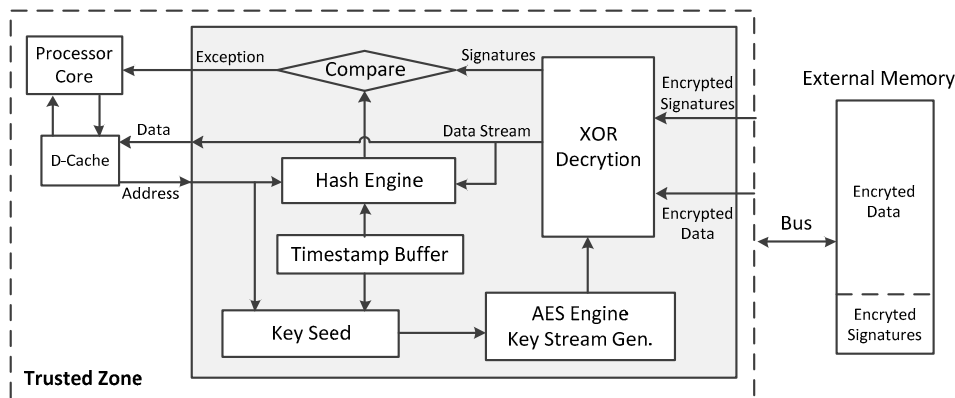 Processor
Core
Exception
Compare
Signatures
Encrypted
Signatures
External Memory
D-Cache
Data
Data Stream
XOR
Decrytion
Address
Hash Engine
Encrypted
Data
Encryted
Data
Bus
Timestamp Buffer
Key Seed
AES Engine
Key Stream Gen.
Encryted
Signatures
Trusted Zone